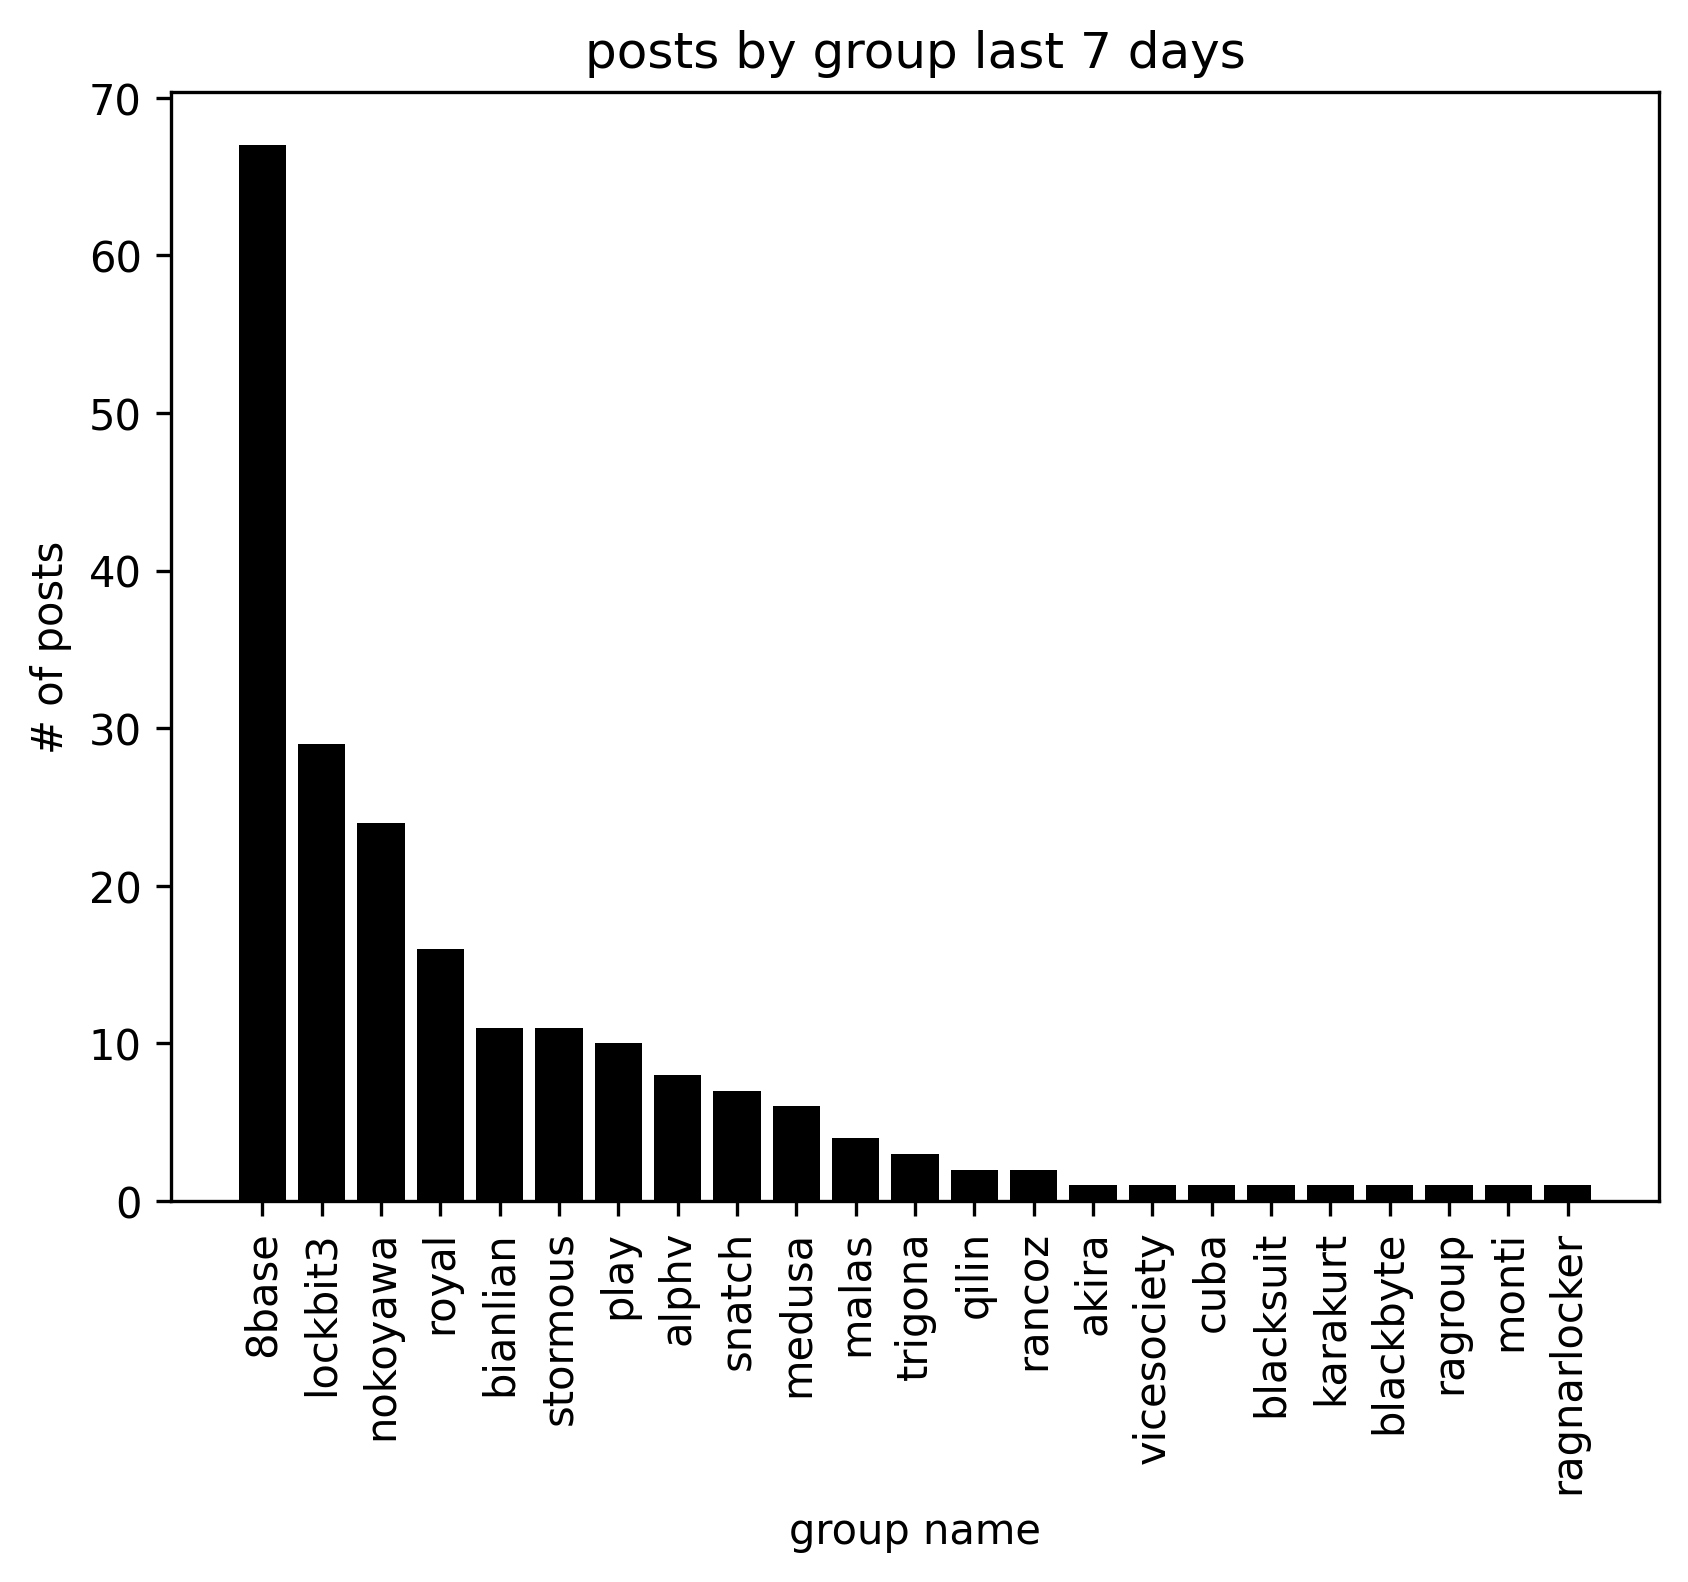 posts by group last 7 days
70
60
50
40
30
20
10
0
# of posts
8base
lockbit3
nokoyawa
royal
bianlian
stormous
play
alphv
snatch
medusa
malas
trigona
qilin
rancoz
akira
vicesociety
cuba
blacksuit
karakurt
blackbyte
ragroup
monti
ragnarlocker
group name